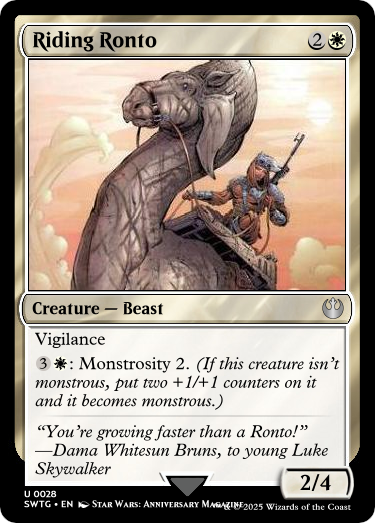 Riding Ronto
2
Creature — Beast
Vigilance
3 : Monstrosity 2. (If this creature isn't
monstrous, put two +1/+1 counters on it
and it becomes monstrous.)
"You're growing faster than a Ronto!"
—Dama Whitesun Bruns, to young Luke
Skywalker
2/4
U 0028
SWTG • EN Star Wars: Anniversary Magazine
© 2025 Wizards of the Coast